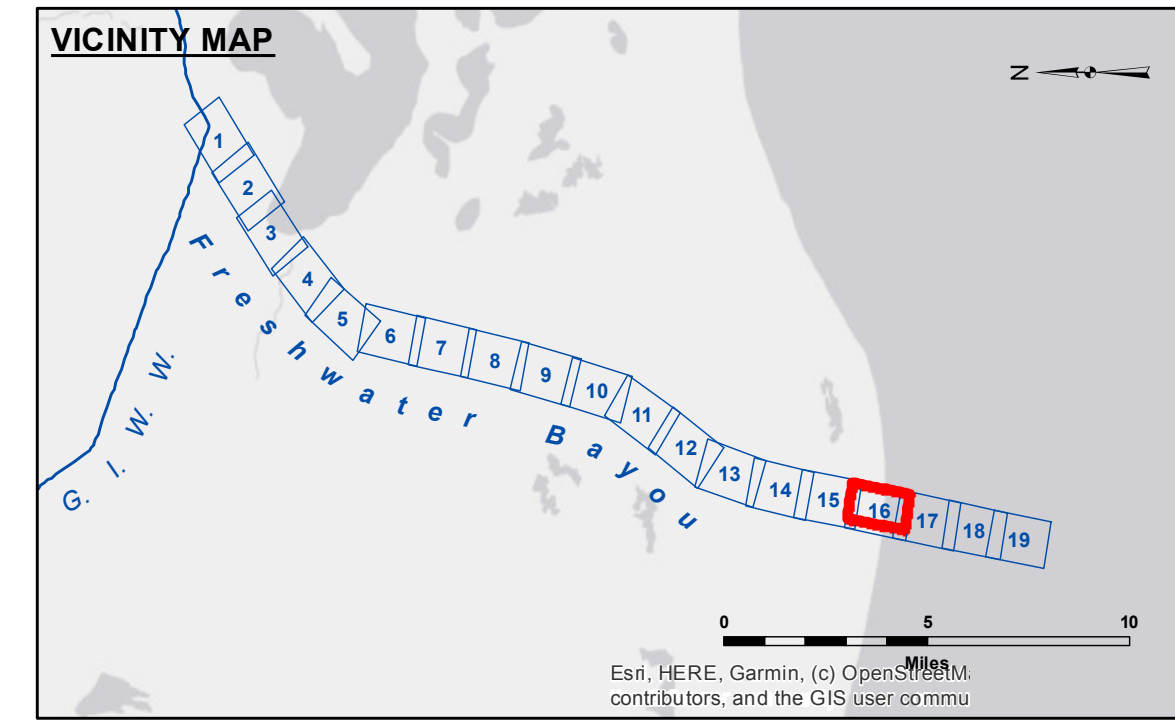 VICINITY MAP
N
1
2
3
4
5
6
7
8
9
10
11
12
13
14
15
16
17
18
19
Freshwater Bayou
G. I. W. W.
0 5 10
Miles
Esri, HERE, Garmin, (c) OpenStreetM
contributors, and the GIS user commu